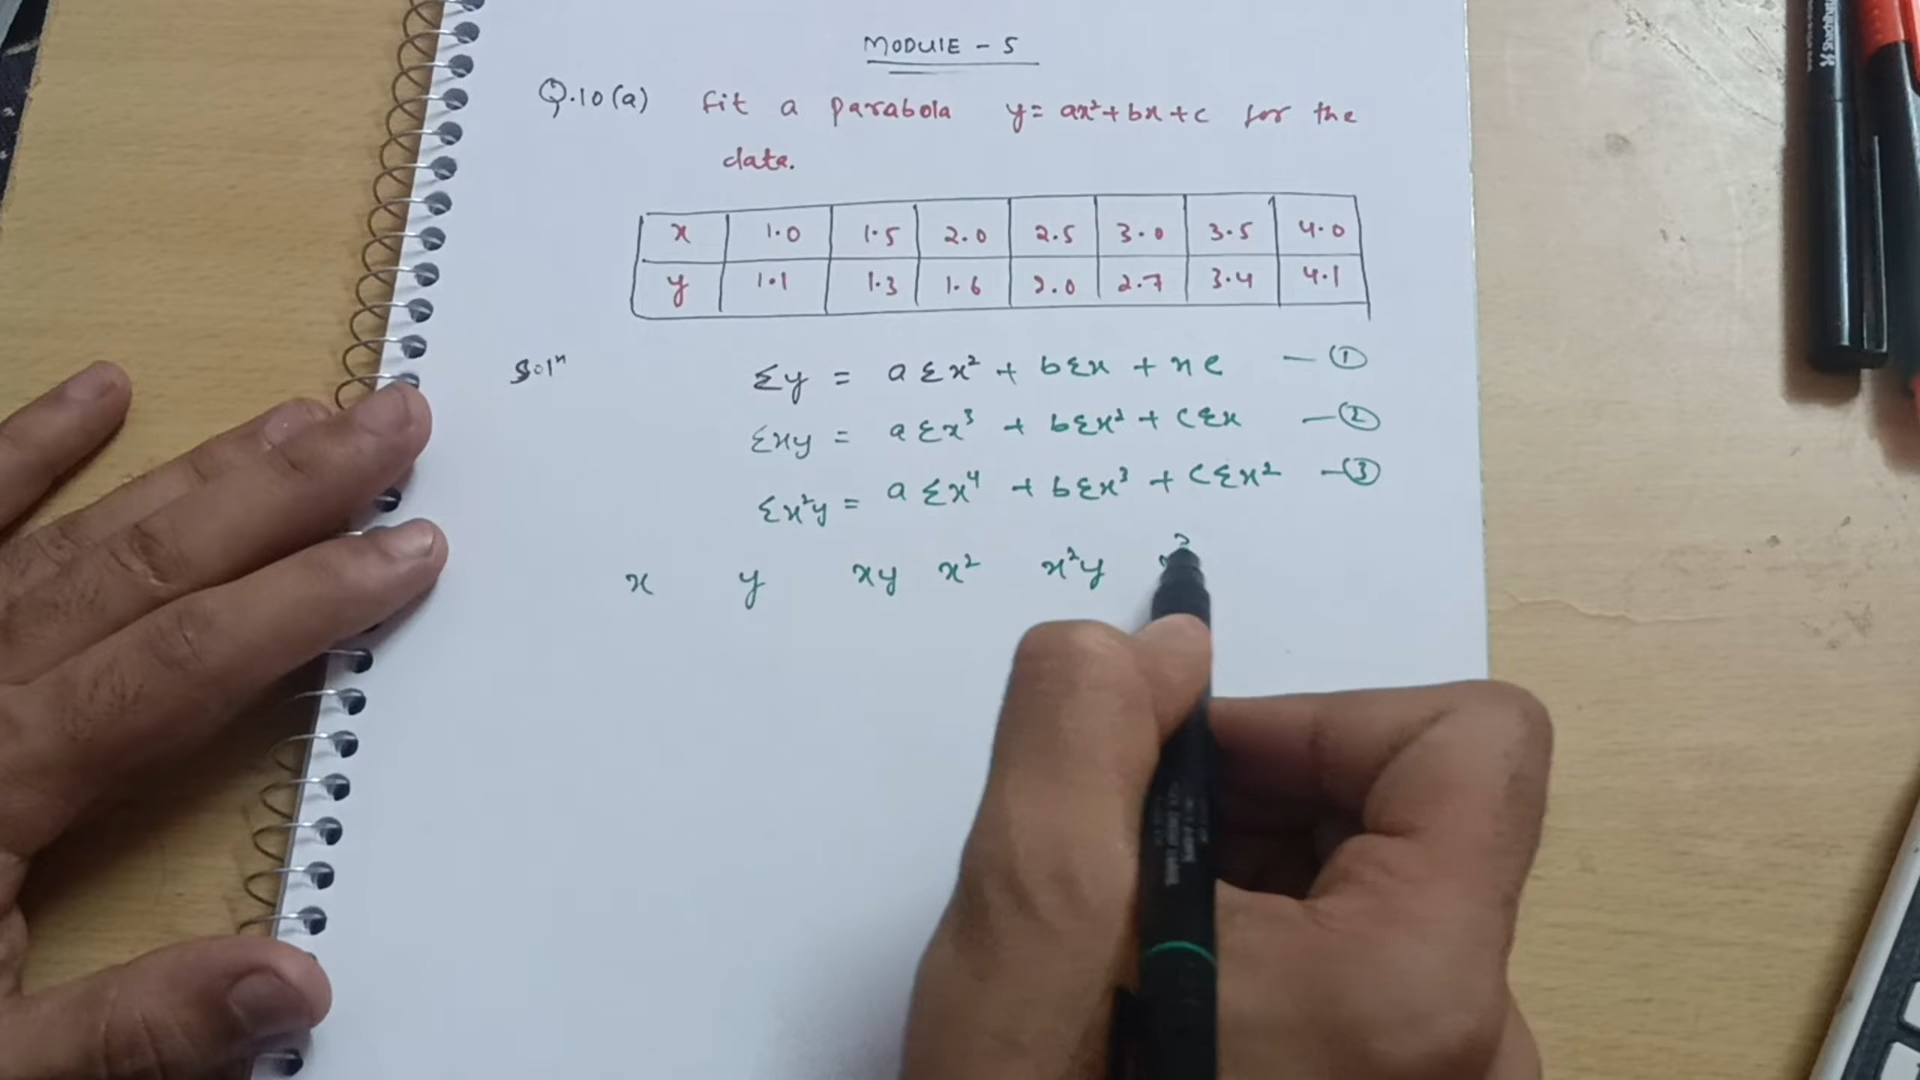 MODULE - 5
Q.10(a) Fit a parabola y = ax²+bx+c for the
data.
x 1.0 1.5 2.0 2.5 3.0 3.5 4.0
y 1.1 1.3 1.6 2.0 2.7 3.4 4.1
Solⁿ Σy = aΣx² + bΣx + nc — ①
Σxy = aΣx³ + bΣx² + cΣx — ②
Σx²y = aΣx⁴ + bΣx³ + cΣx² — ③
x y xy x² x²y